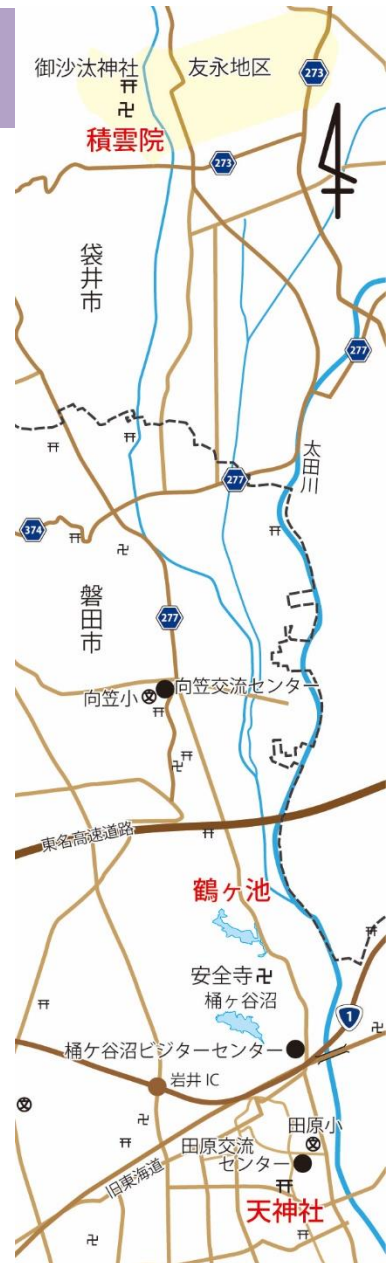 御沙汰神社
友永地区
273
積雲院
273
袋井市
277
太田川
277
374
磐田市
277
向笠交流センター
向笠小
東名高速道路
鶴ヶ池
安全寺
桶ヶ谷沼
1
桶ケ谷沼ビジターセンター
岩井 IC
田原小
田原交流
センター
旧東海道
天神社